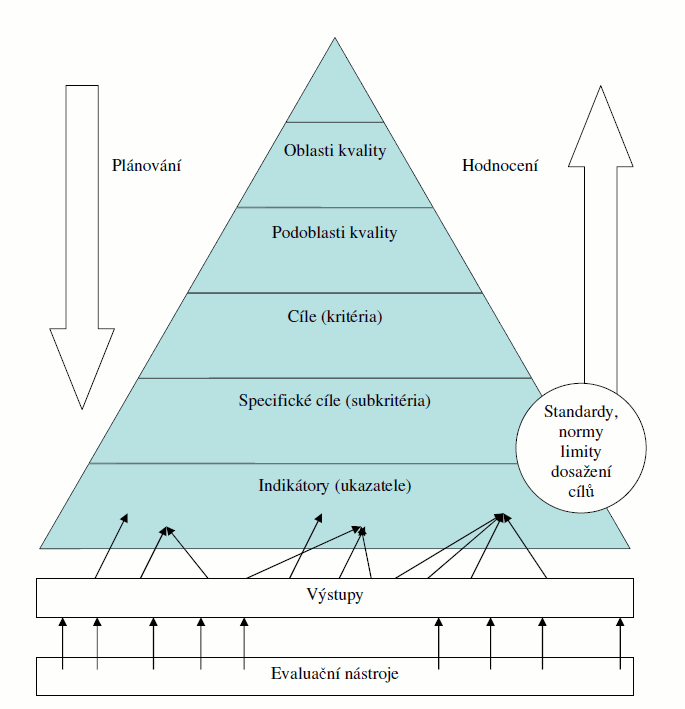 Oblasti kvality
Plánování
Hodnocení
Podoblasti kvality
Cíle (kritéria)
Specifické cíle (subkritéria)
Standardy,
normy
limity
dosažení
cílů
Indikátory (ukazatele)
Výstupy
Evaluační nástroje